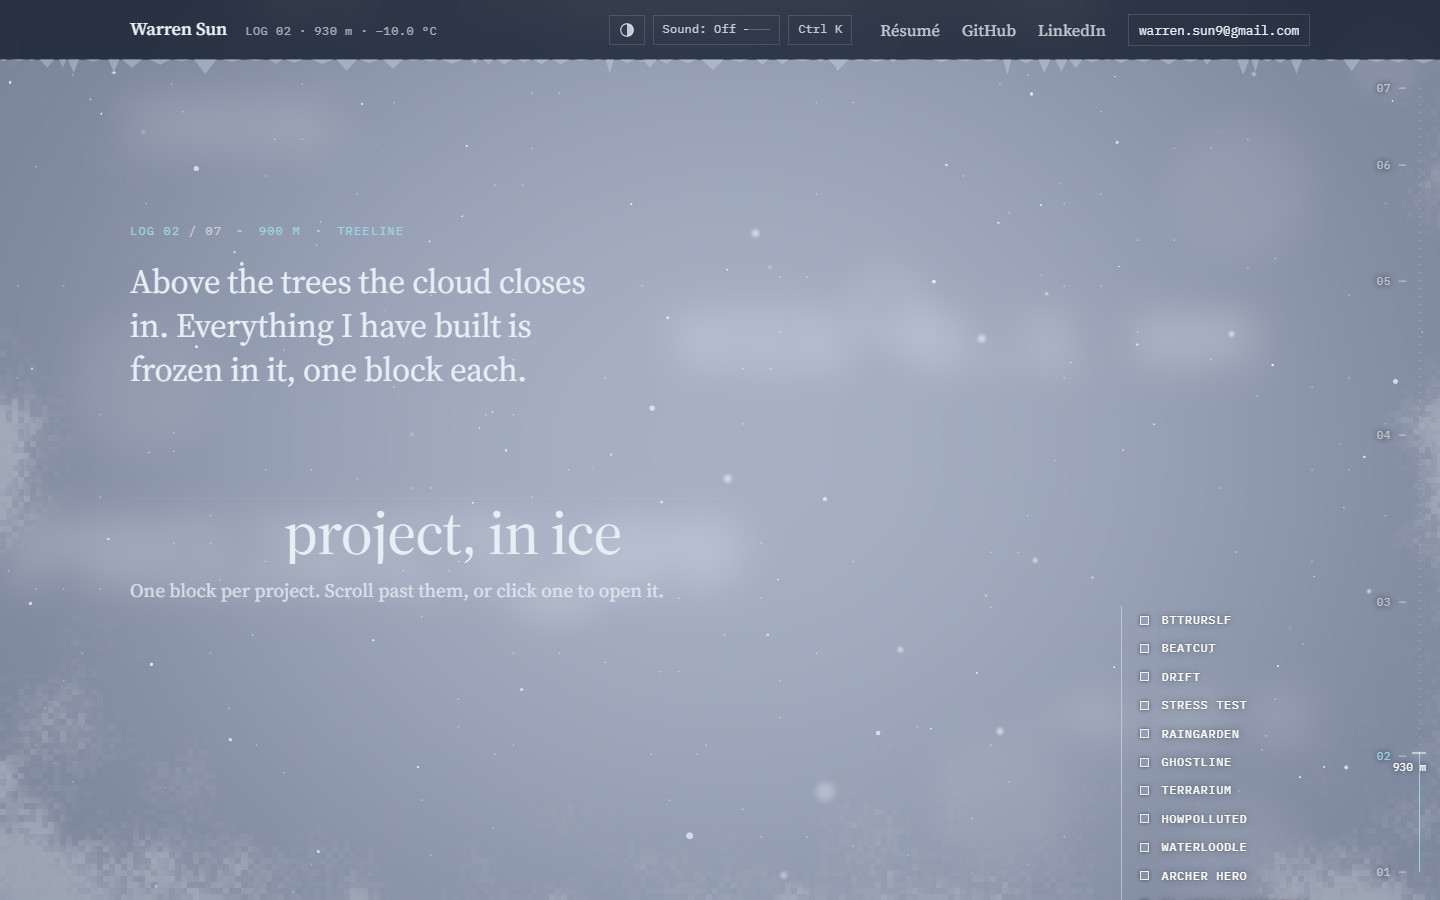 Warren Sun
LOG 02 · 930 m · −10.0 °C
Sound: Off
Ctrl K
Résumé
GitHub
LinkedIn
warren.sun9@gmail.com
LOG 02 / 07 · 900 M · TREELINE
Above the trees the cloud closes
in. Everything I have built is
frozen in it, one block each.
project, in ice
One block per project. Scroll past them, or click one to open it.
BTTRURSLF
BEATCUT
DRIFT
STRESS TEST
RAINGARDEN
GHOSTLINE
TERRARIUM
HOWPOLLUTED
WATERLOODLE
ARCHER HERO
07
06
05
04
03
02
930 m
01